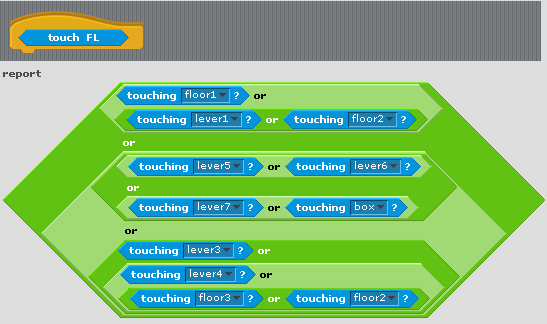 touch FL
report
touching floor1 ? or
touching lever1 ? or touching floor2 ?
or
touching lever5 ? or touching lever6 ?
or
touching lever7 ? or touching box ?
or
touching lever3 ? or
touching lever4 ? or
touching floor3 ? or touching floor2 ?